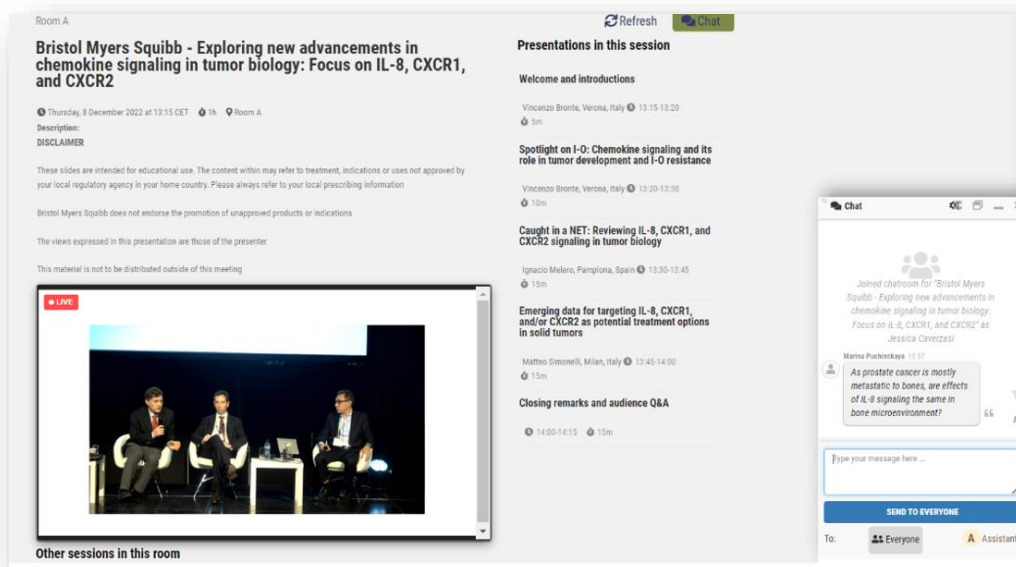 Room A
Bristol Myers Squibb - Exploring new advancements in
chemokine signaling in tumor biology: Focus on IL-8, CXCR1,
and CXCR2
Thursday, 8 December 2022 at 13:15 CET 1h Room A
Description:
DISCLAIMER
These slides are intended for educational use. The content within may refer to treatment, indications or uses not approved by
your local regulatory agency in your home country. Please always refer to your local prescribing information
Bristol Myers Squibb does not endorse the promotion of unapproved products or indications
The views expressed in this presentation are those of the presenter
This material is not to be distributed outside of this meeting
LIVE
Other sessions in this room
Refresh
Chat
Presentations in this session
Welcome and introductions
Vincenzo Bronte, Verona, Italy 13:15-13:20
5m
Spotlight on I-O: Chemokine signaling and its
role in tumor development and I-O resistance
Vincenzo Bronte, Verona, Italy 13:20-13:30
10m
Caught in a NET: Reviewing IL-8, CXCR1, and
CXCR2 signaling in tumor biology
Ignacio Melero, Pamplona, Spain 13:30-13:45
15m
Emerging data for targeting IL-8, CXCR1,
and/or CXCR2 as potential treatment options
in solid tumors
Matteo Simonelli, Milan, Italy 13:45-14:00
15m
Closing remarks and audience Q&A
14:00-14:15 15m
Chat
Joined chatroom for "Bristol Myers
Squibb - Exploring new advancements in
chemokine signaling in tumor biology:
Focus on IL-8, CXCR1, and CXCR2" as
Jessica Caverzasi
Marina Puchinskaya 13:57
As prostate cancer is mostly
metastatic to bones, are effects
of IL-8 signaling the same in
bone microenvironment?
Type your message here ...
SEND TO EVERYONE
To: Everyone A Assistant